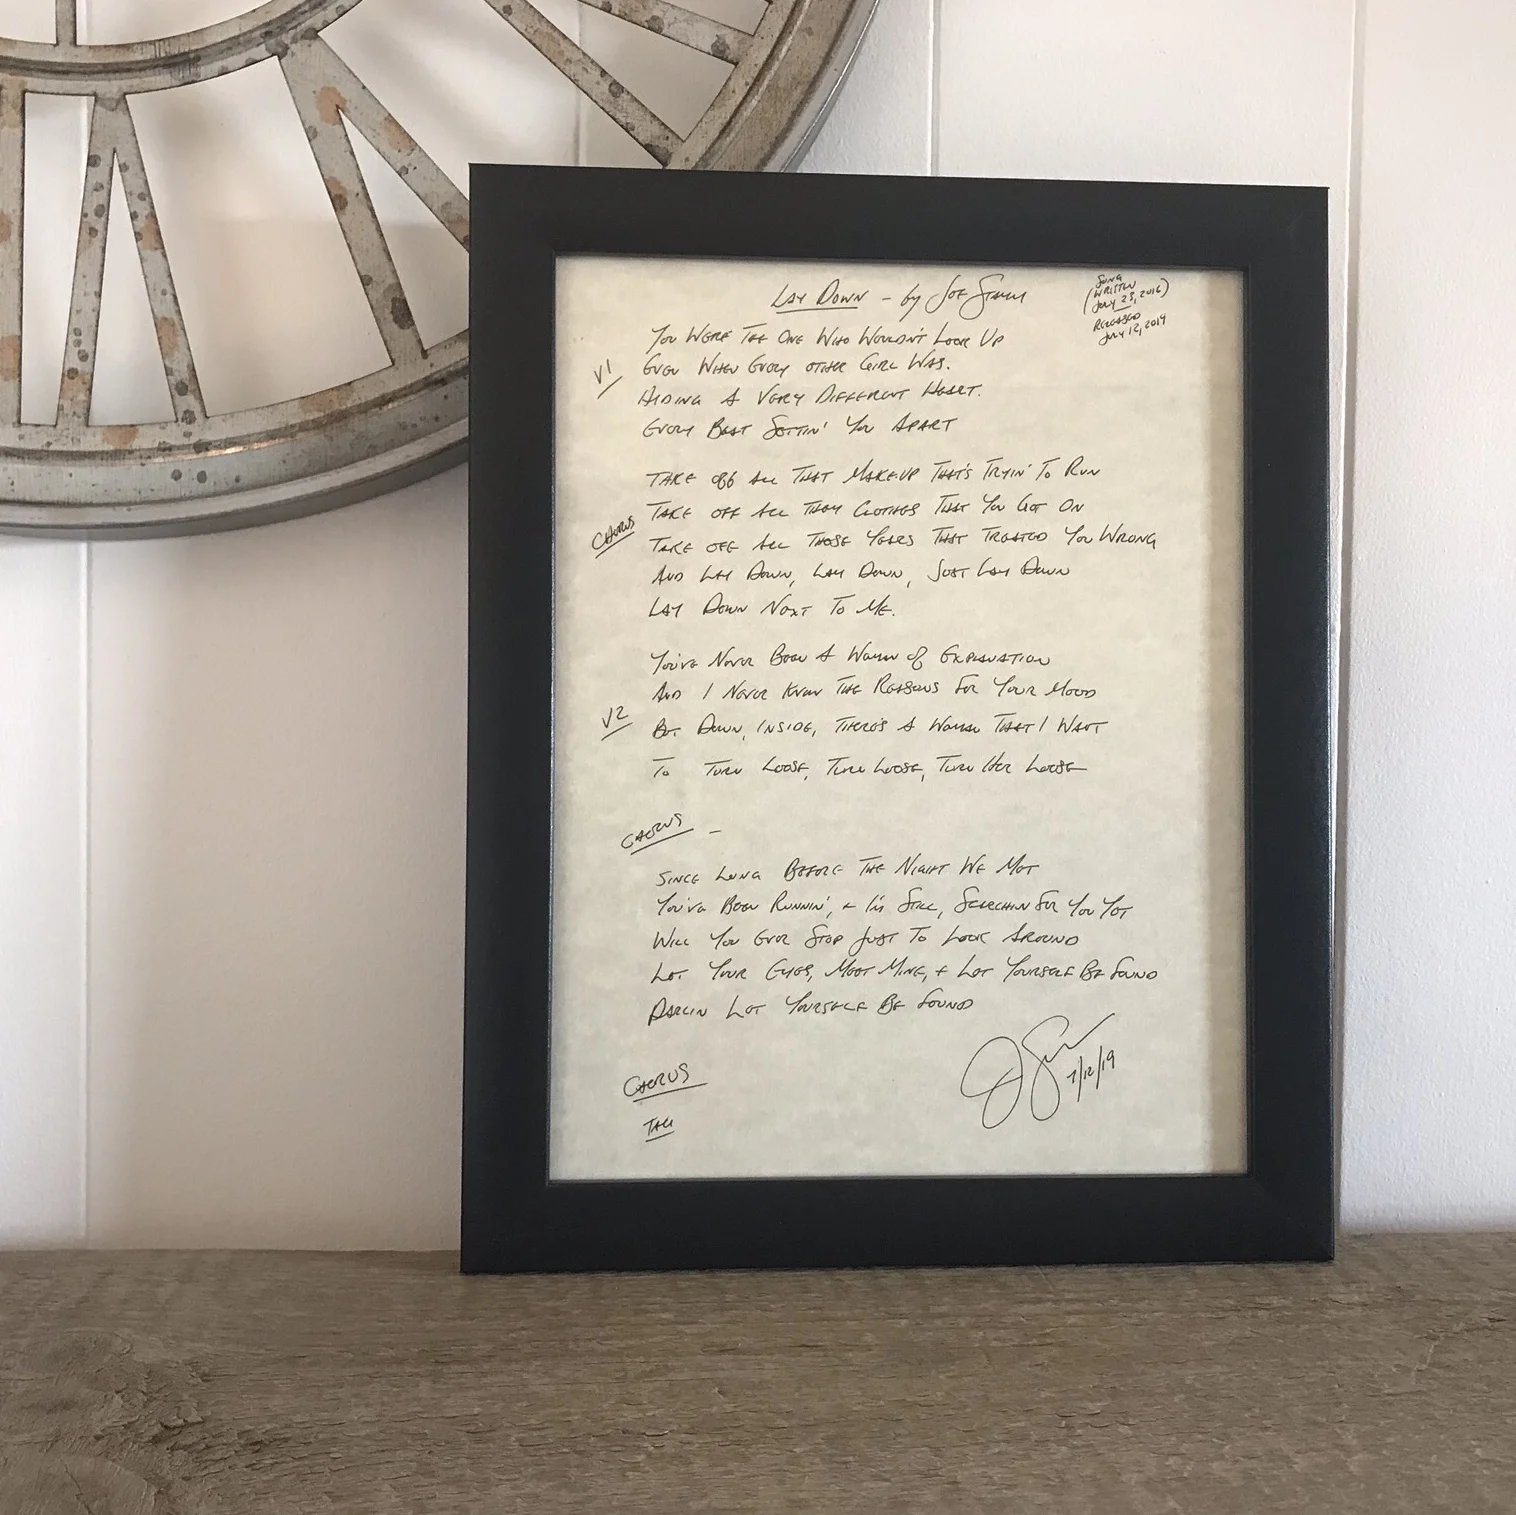 Lay Down - by Joe Stamm
Song
(Written
July 25, 2016)
Released
July 12, 2019
V1
You Were The One Who Wouldn't Look Up
Even When Every other Girl Was.
Hiding A Very Different Heart.
Every Beat Settin' You Apart
Chorus
Take off All That Makeup That's Tryin' To Run
Take off All Them Clothes That You Got On
Take off All Those Years That Treated You Wrong
And Lay Down, Lay Down, Just Lay Down
Lay Down Next To Me.
V2
You've Never Been A Woman of Explanation
And I Never Know The Reasons For Your Mood
But Down, Inside, There's A Woman That I Want
To Turn Loose, Turn Loose, Turn Her Loose
Chorus -
Since Long Before The Night We Met
You've Been Runnin', + I'm Still, Searchin For You Yet
Will You Ever Stop Just To Look Around
Let Your Eyes, Meet Mine, + Let Yourself Be Found
Darlin Let Yourself Be Found
Chorus
Tag
7/12/19